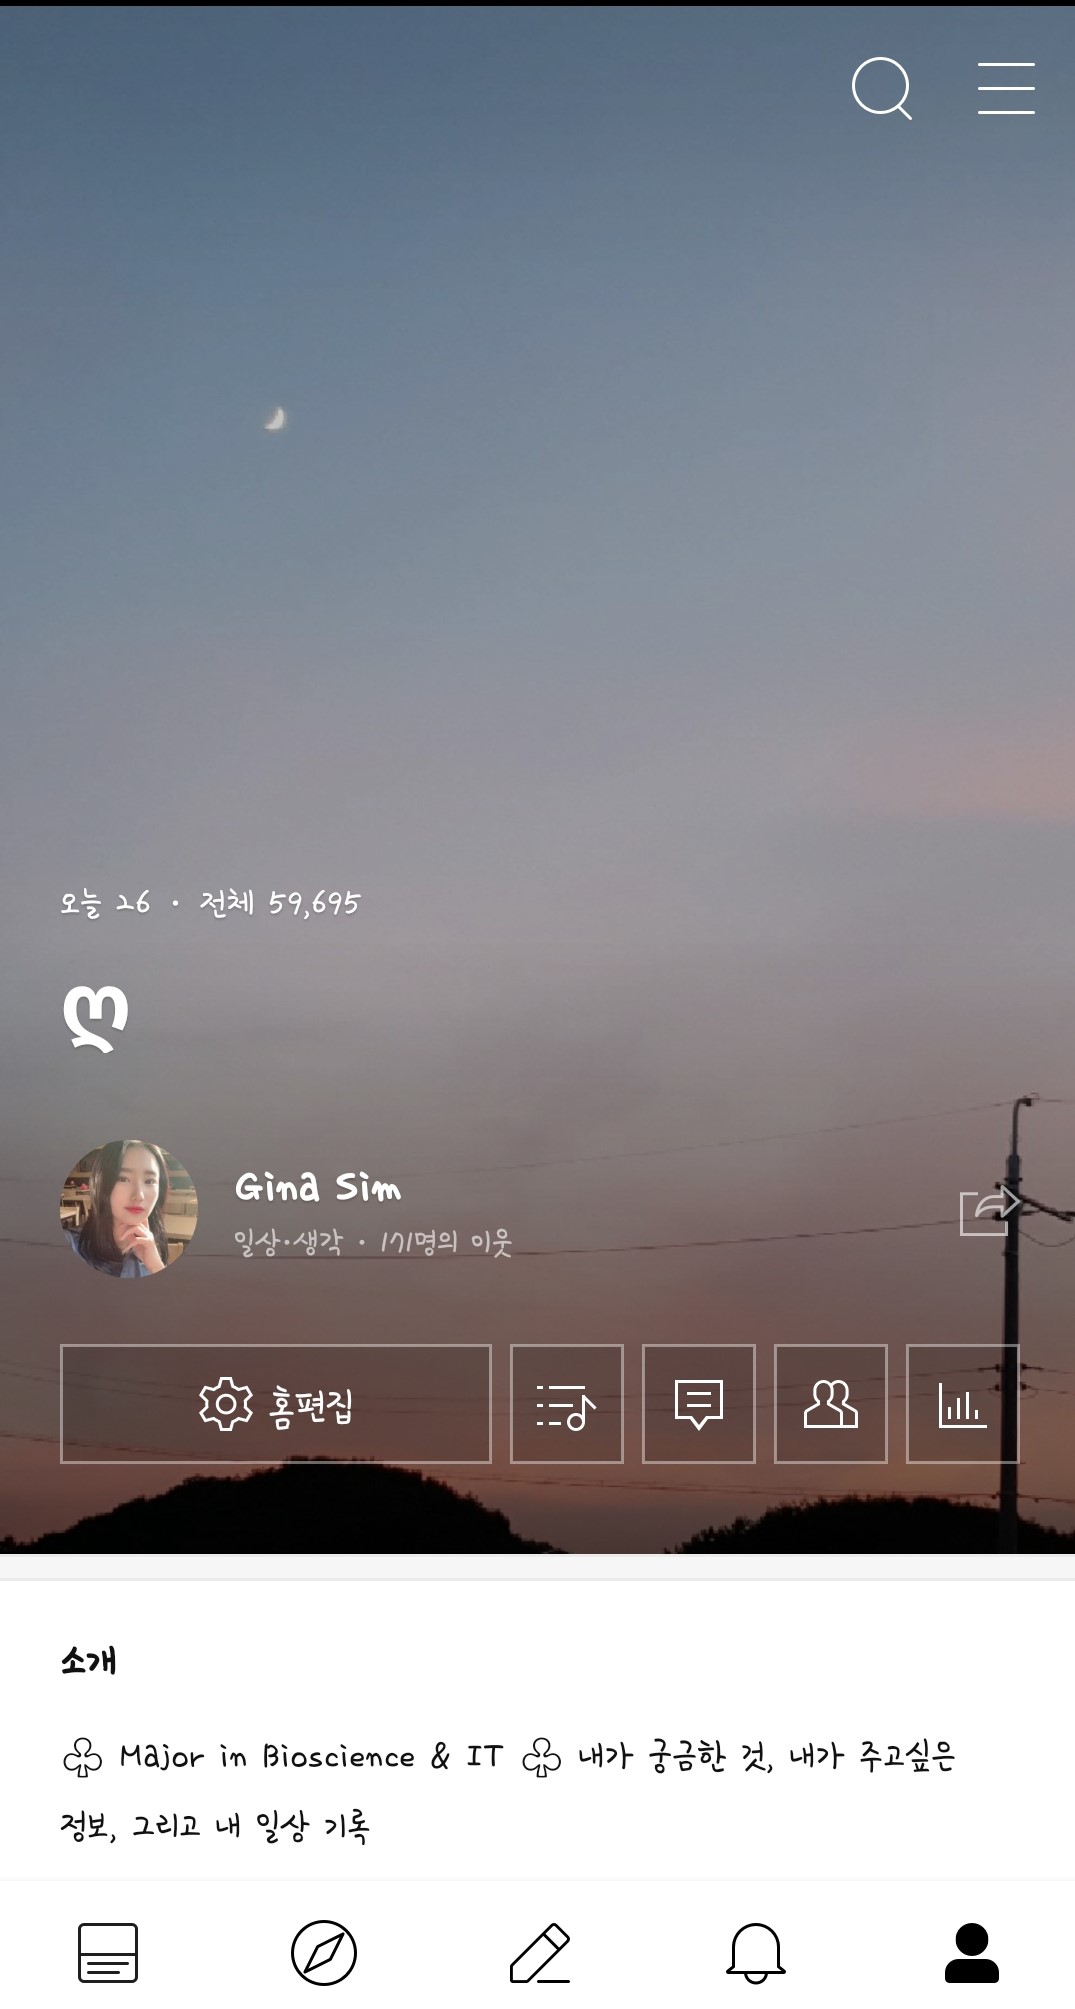 오늘 26 · 전체 59,695
ღ
Gina Sim
일상·생각 · 171명의 이웃
홈편집
소개
♧ Major in Bioscience & IT ♧ 내가 궁금한 것, 내가 주고싶은
정보, 그리고 내 일상 기록